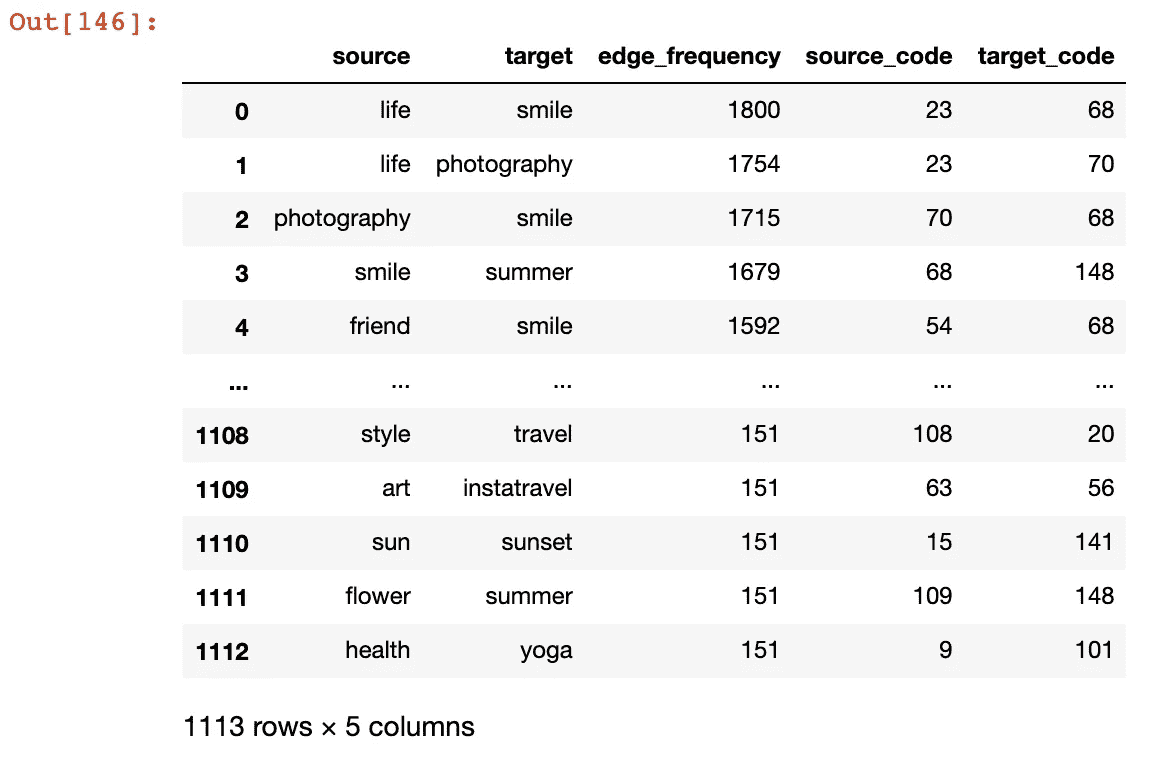 Out[146]:
source target edge_frequency source_code target_code
0 life smile 1800 23 68
1 life photography 1754 23 70
2 photography smile 1715 70 68
3 smile summer 1679 68 148
4 friend smile 1592 54 68
... ... ... ... ... ...
1108 style travel 151 108 20
1109 art instatravel 151 63 56
1110 sun sunset 151 15 141
1111 flower summer 151 109 148
1112 health yoga 151 9 101
1113 rows × 5 columns